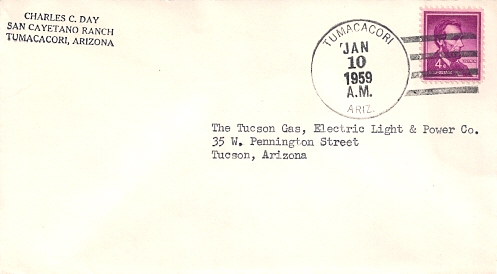 CHARLES C. DAY
SAN CAYETANO RANCH
TUMACACORI, ARIZONA
TUMACACORI
JAN
10
1959
A.M.
ARIZ.
4¢
The Tucson Gas, Electric Light & Power Co.
35 W. Pennington Street
Tucson, Arizona